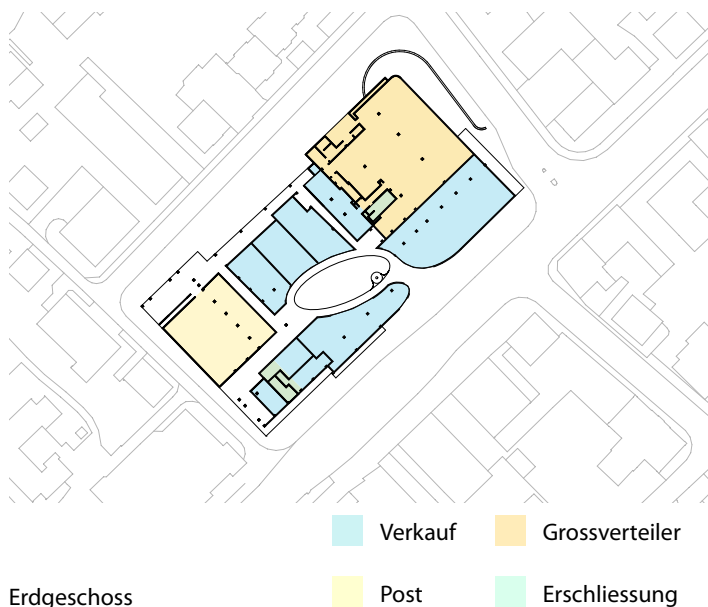 Verkauf
Grossverteiler
Erdgeschoss
Post
Erschliessung